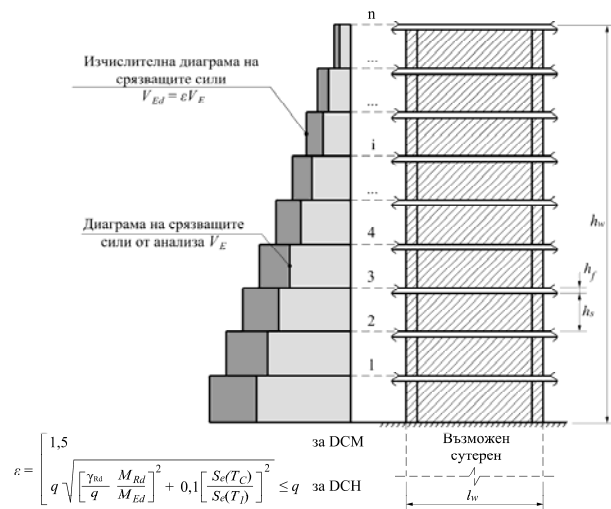 n
...
Изчислителна диаграма на
срязващите сили
V_Ed = εV_E
...
i
...
Диаграма на срязващите
сили от анализа V_E
4
3
2
1
h_w
h_f
h_s
ε = [ 1,5 за DCM
q √( [γ_Rd/q M_Rd/M_Ed]² + 0,1[S_e(T_C)/S_e(T_1)]² ) ≤ q за DCH
Възможен
сутерен
l_w